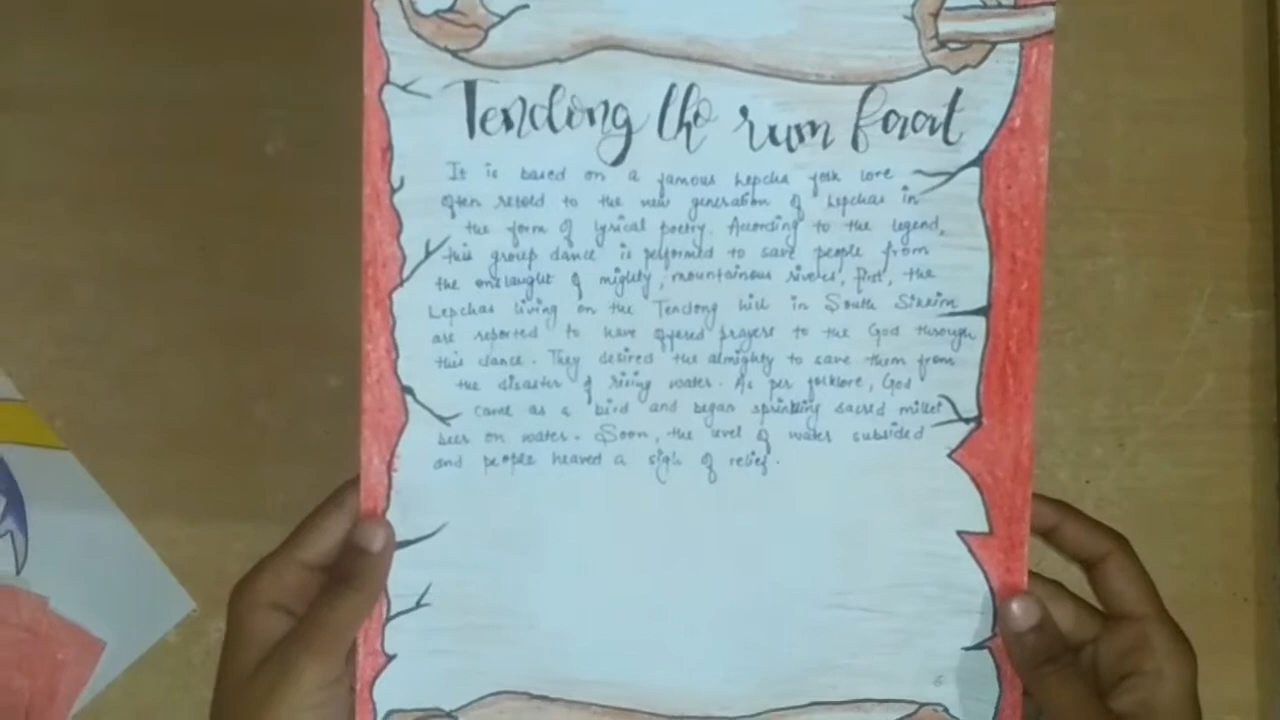 Tendong lho rum faat
It is based on a famous Lepcha folk lore
often retold to the new generation of Lepchas in
the form of lyrical poetry. According to the legend,
this group dance is performed to save people from
the onslaught of mighty, mountainous rivers, first, the
Lepchas living on the Tendong hill in South Sikkim
are reported to have offered prayers to the God through
this dance. They desired the almighty to save them from
the disaster of rising water. As per folklore, God
came as a bird and began sprinkling sacred millet
beer on water. Soon, the level of water subsided
and people heaved a sigh of relief.
6